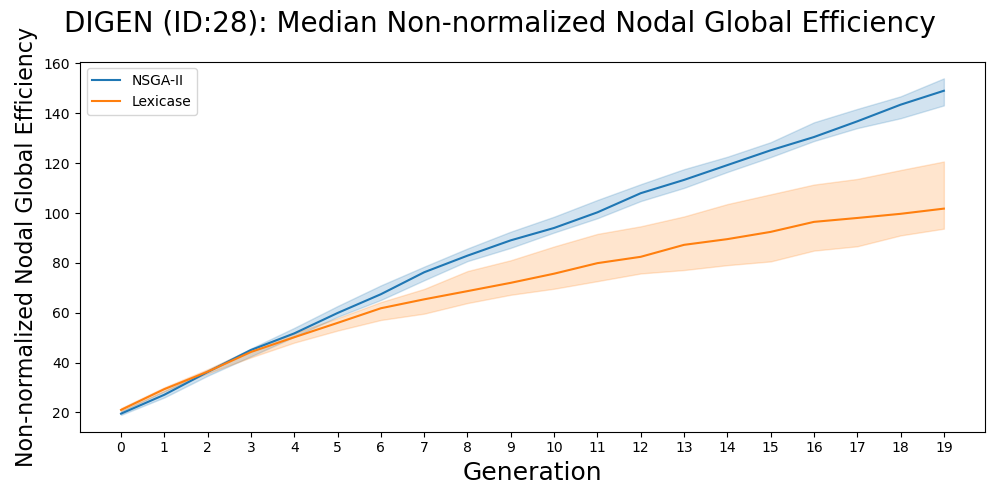 DIGEN (ID:28): Median Non-normalized Nodal Global Efficiency
Non-normalized Nodal Global Efficiency
160
140
120
100
80
60
40
20
NSGA-II
Lexicase
0 1 2 3 4 5 6 7 8 9 10 11 12 13 14 15 16 17 18 19
Generation